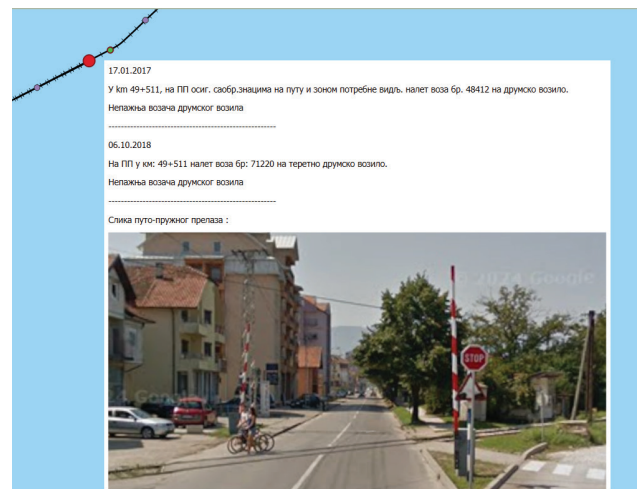 17.01.2017
У km 49+511, на ПП осиг. саобр.знацима на путу и зоном потребне видљ. налет воза бр. 48412 на друмско возило.
Непажња возача друмског возила
------------------------------------------------------
06.10.2018
На ПП у км: 49+511 налет воза бр: 71220 на теретно друмско возило.
Непажња возача друмског возила
------------------------------------------------------
Слика путо-пружног прелаза :
© 2024 Google
STOP